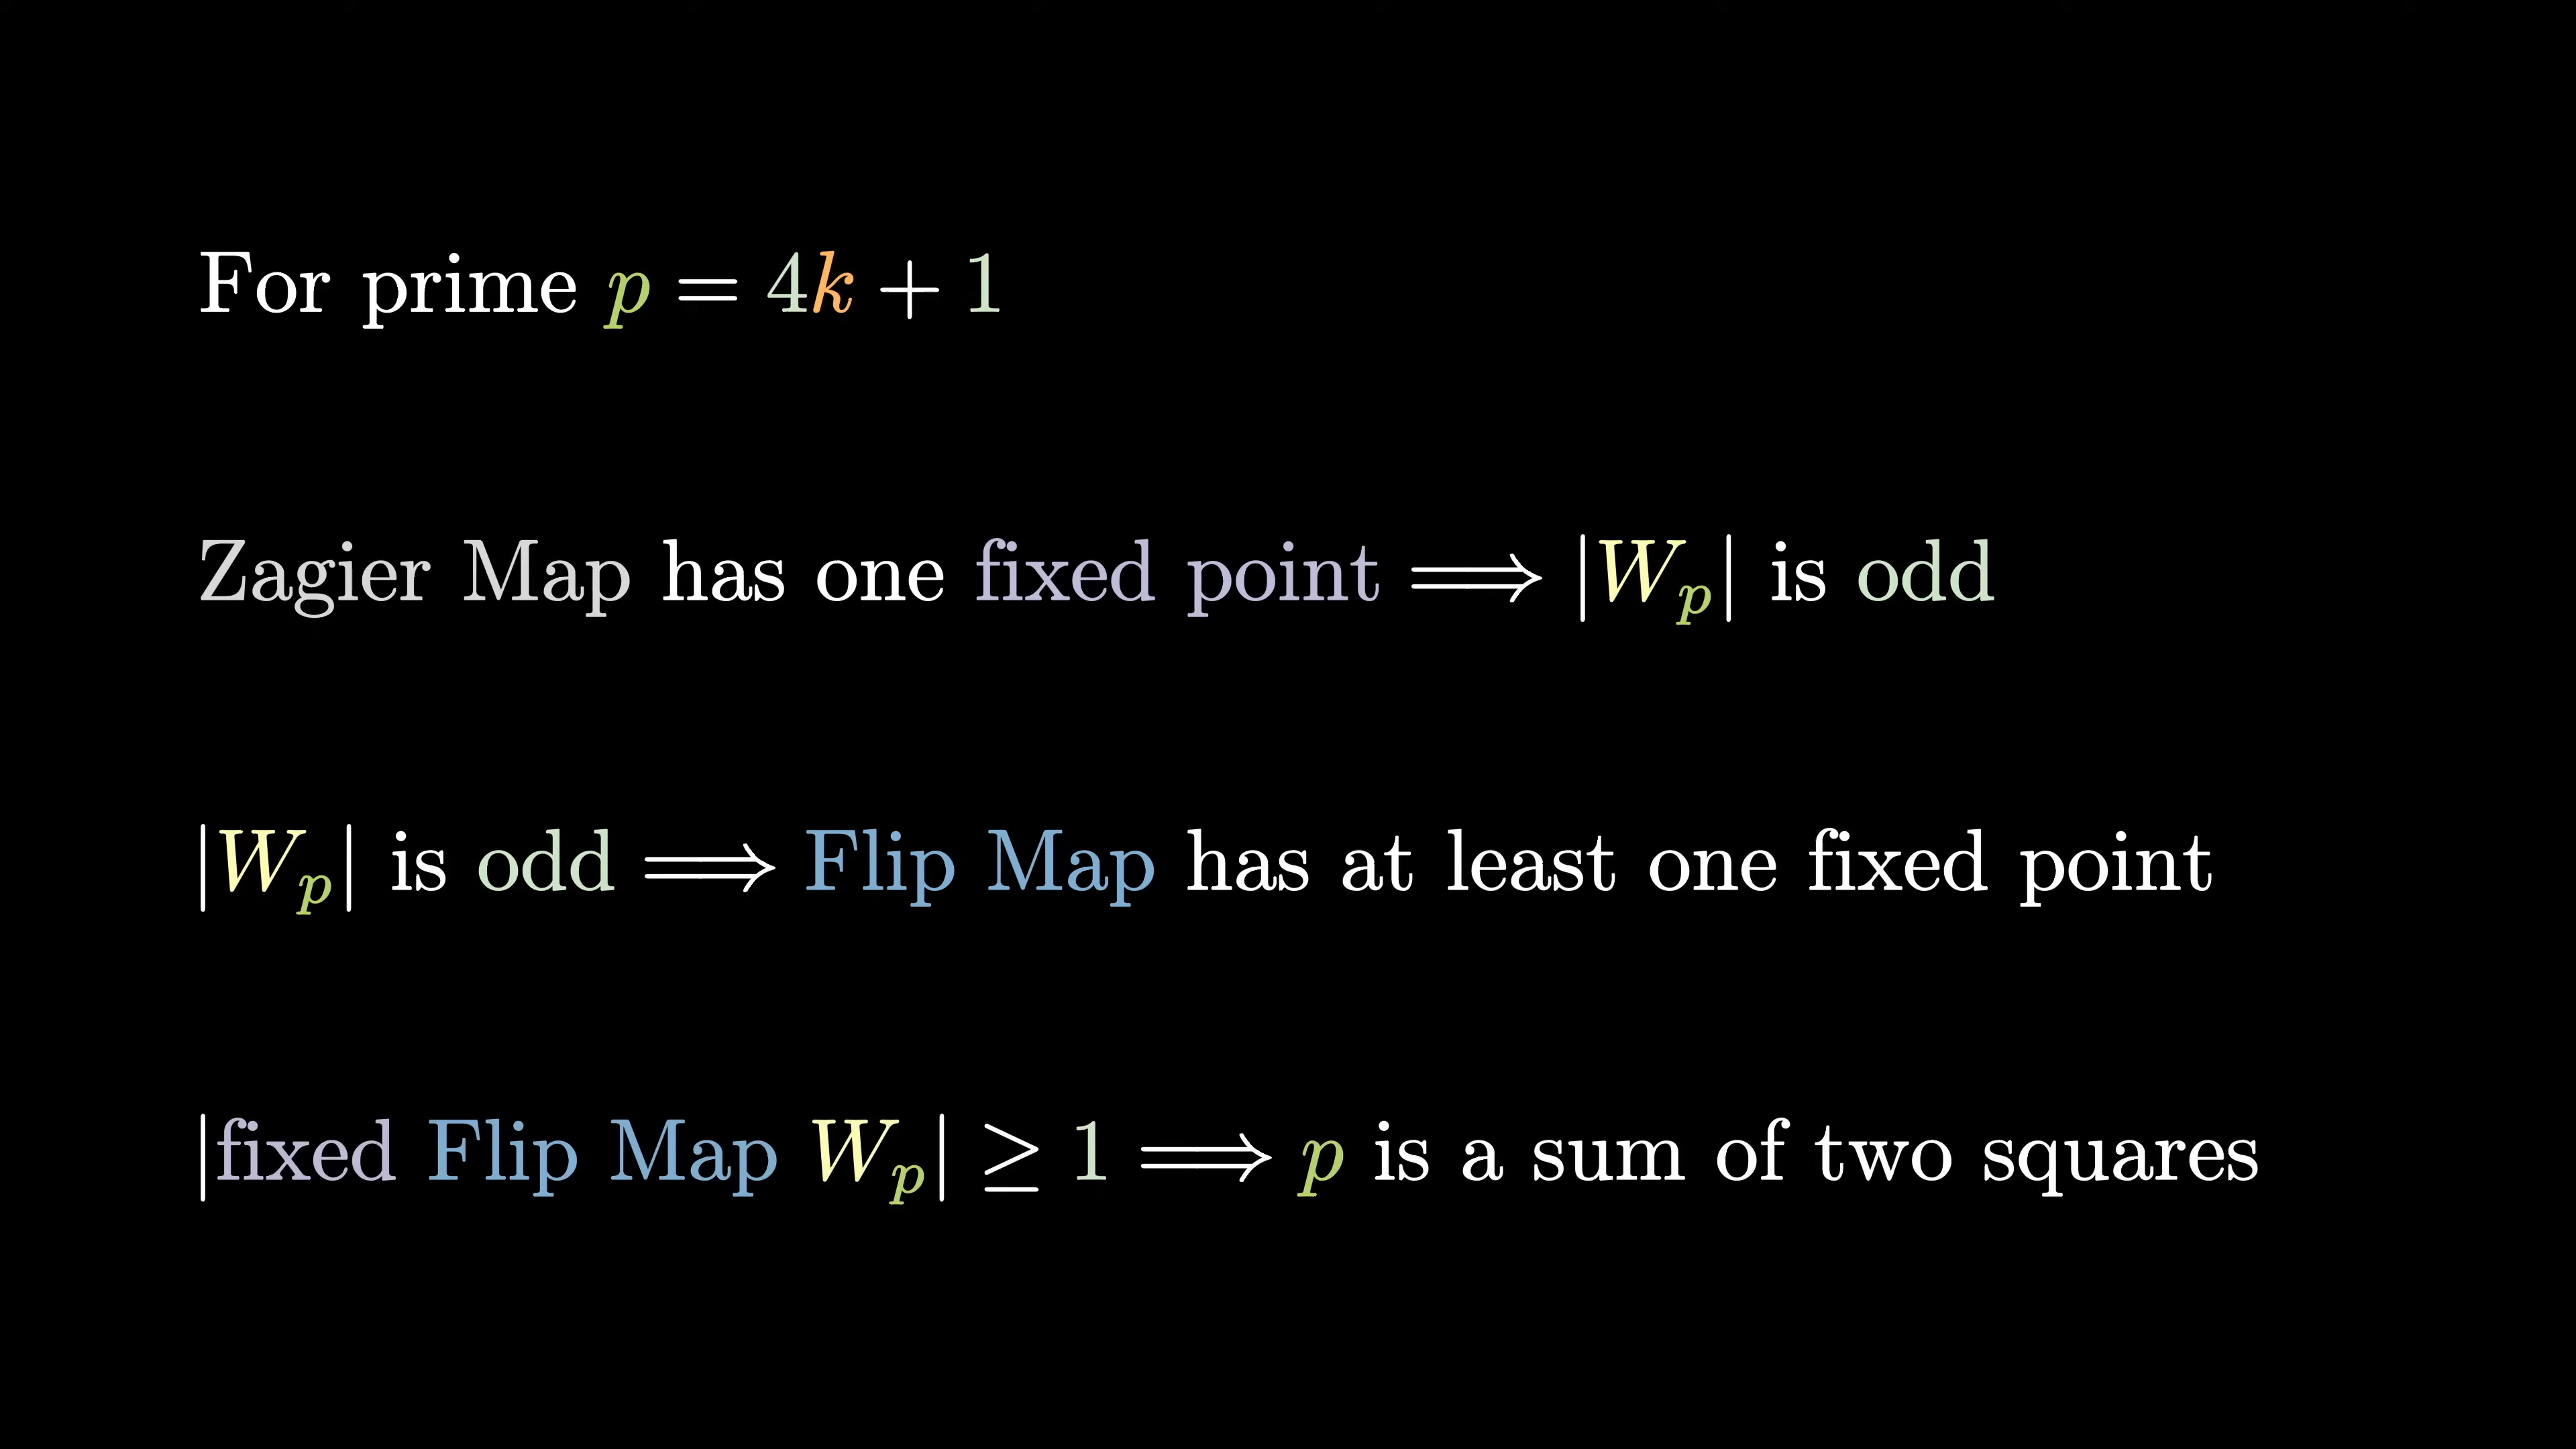 For prime p = 4k + 1
Zagier Map has one fixed point ⟹ |W_p| is odd
|W_p| is odd ⟹ Flip Map has at least one fixed point
|fixed Flip Map W_p| ≥ 1 ⟹ p is a sum of two squares